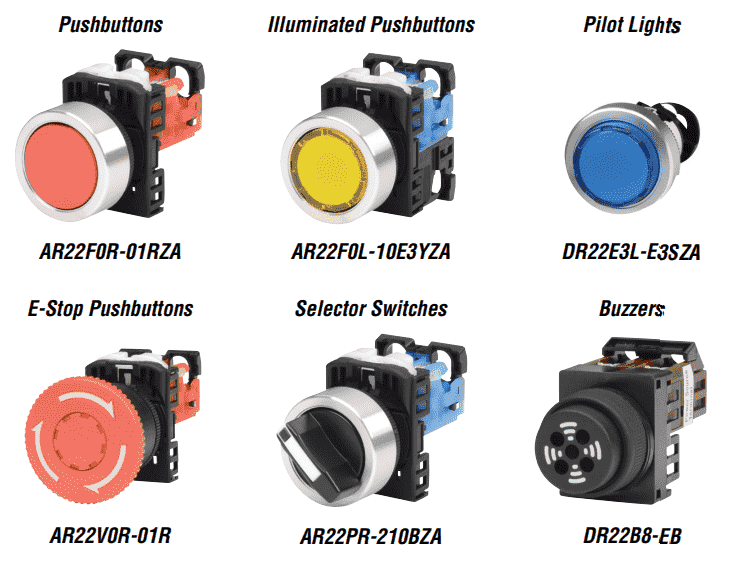 Pushbuttons
Illuminated Pushbuttons
Pilot Lights
AR22F0R-01RZA
AR22F0L-10E3YZA
DR22E3L-E3SZA
E-Stop Pushbuttons
Selector Switches
Buzzers
AR22V0R-01R
AR22PR-210BZA
DR22B8-EB